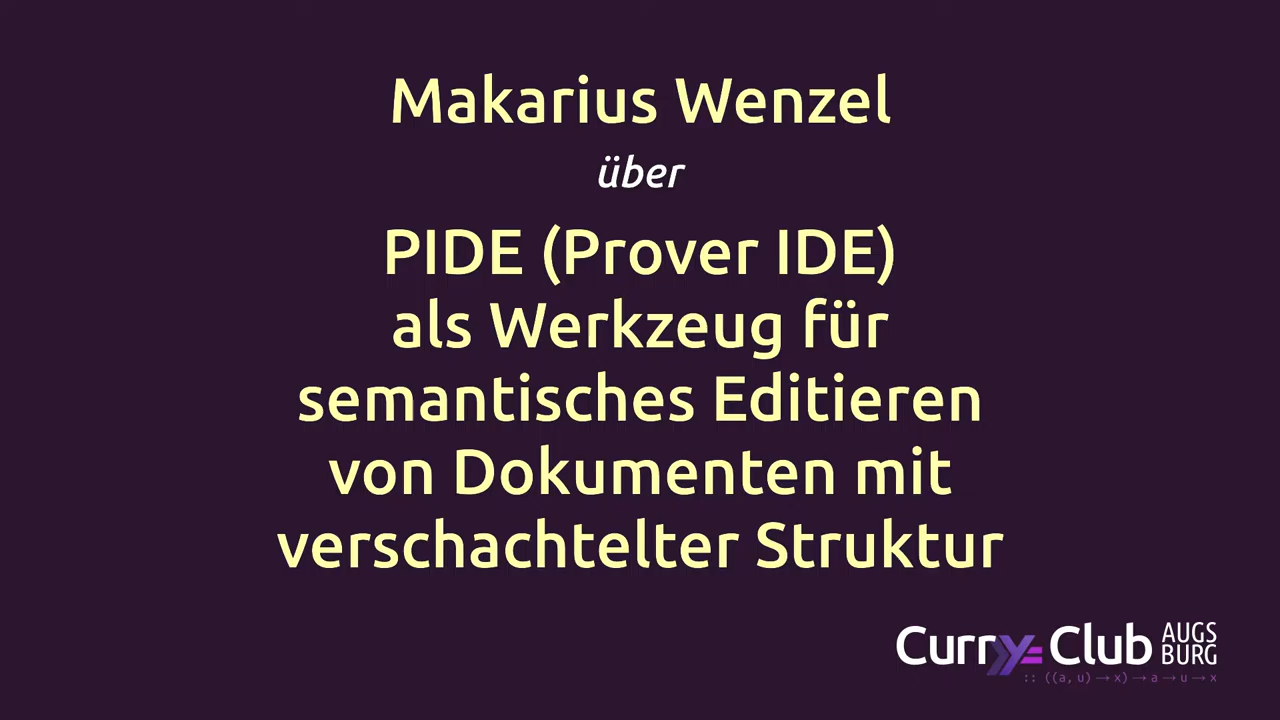 Makarius Wenzel
über
PIDE (Prover IDE)
als Werkzeug für
semantisches Editieren
von Dokumenten mit
verschachtelter Struktur
Curry Club AUGS
BURG
:: ((a, u) → x) → a → u → x